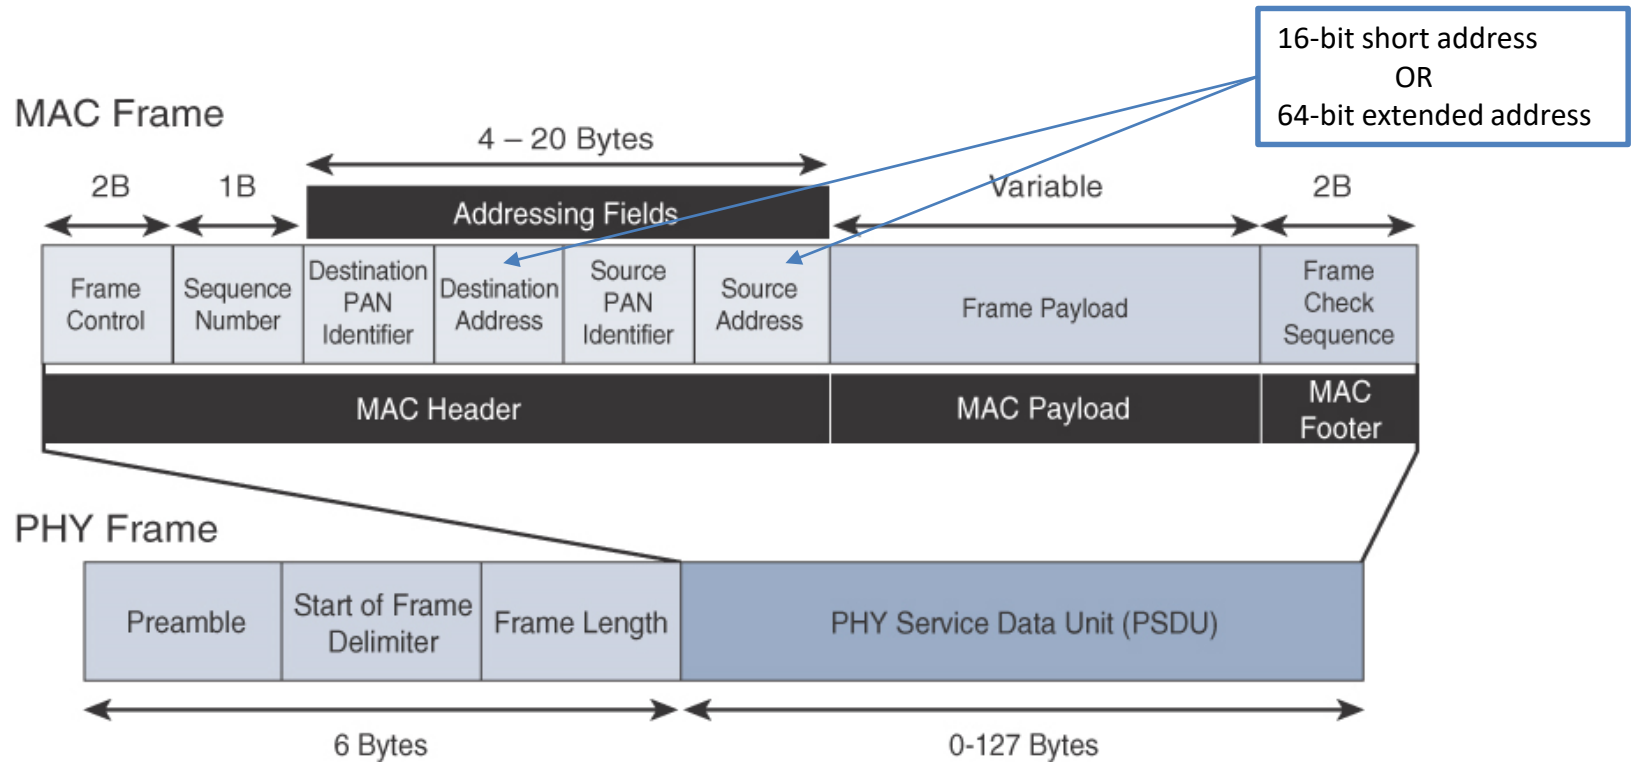 16-bit short address
OR
64-bit extended address
MAC Frame
4 – 20 Bytes
2B
1B
Variable
2B
Addressing Fields
Frame
Control
Sequence
Number
Destination
PAN
Identifier
Destination
Address
Source
PAN
Identifier
Source
Address
Frame Payload
Frame
Check
Sequence
MAC Header
MAC Payload
MAC
Footer
PHY Frame
Preamble
Start of Frame
Delimiter
Frame Length
PHY Service Data Unit (PSDU)
6 Bytes
0-127 Bytes